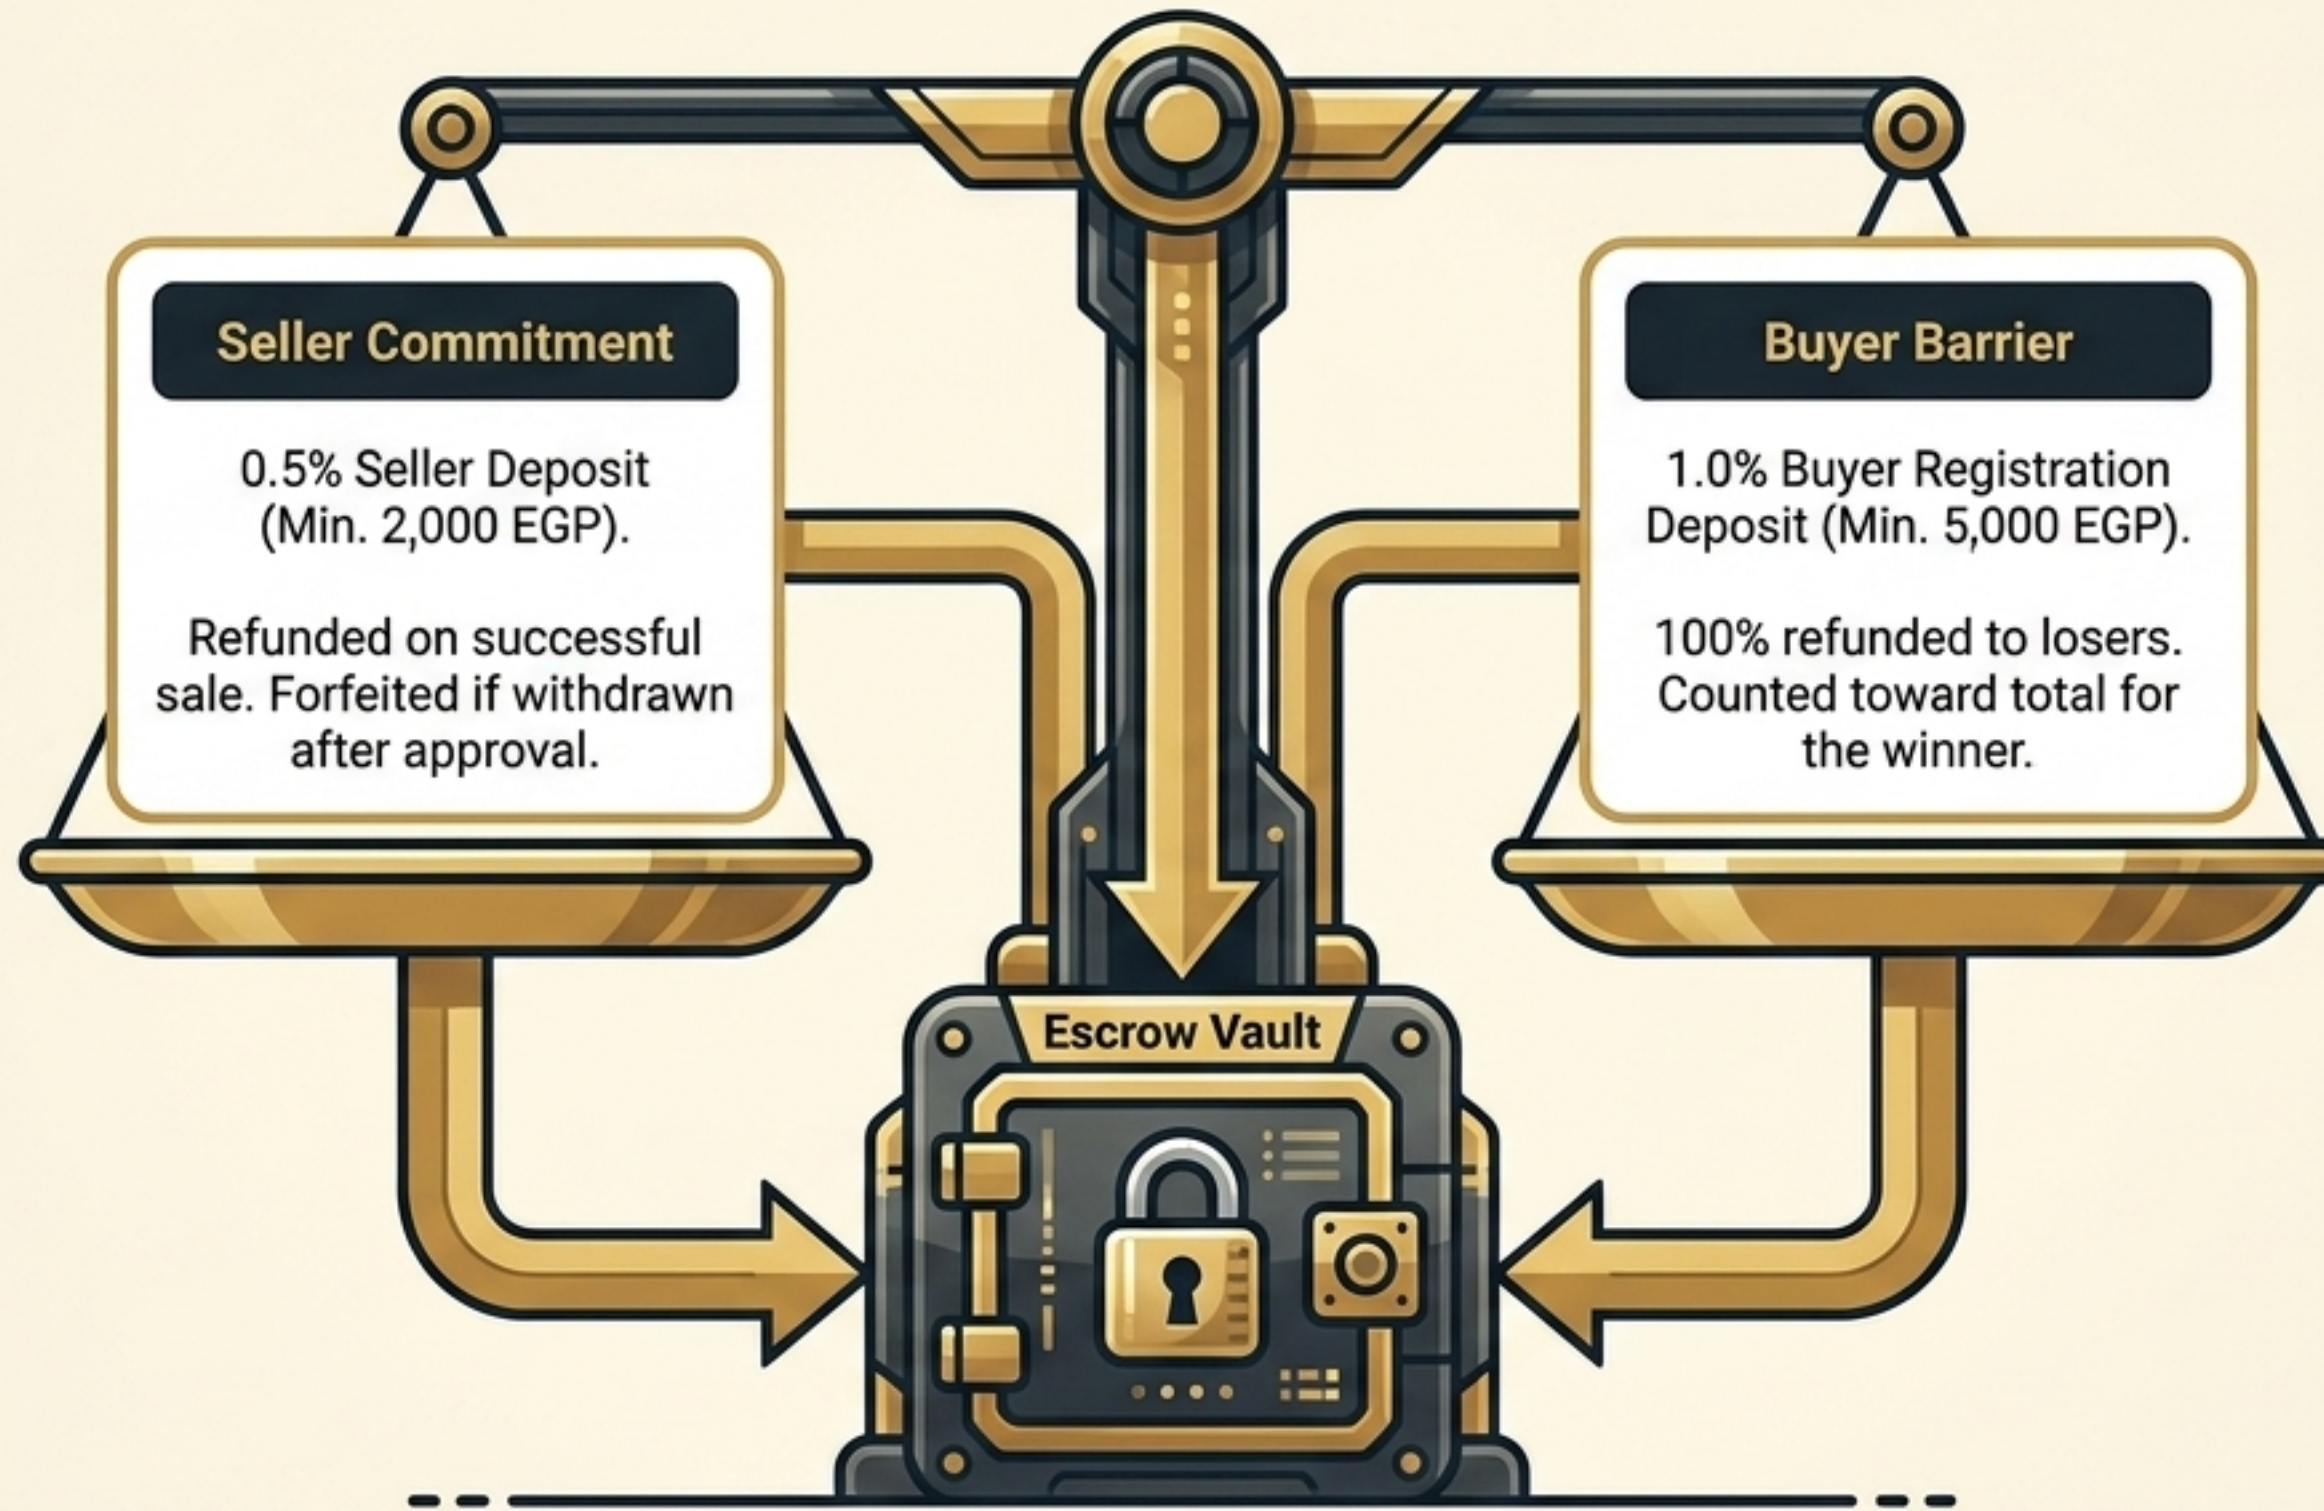 Seller Commitment
0.5% Seller Deposit
(Min. 2,000 EGP).
Refunded on successful
sale. Forfeited if withdrawn
after approval.
Buyer Barrier
1.0% Buyer Registration
Deposit (Min. 5,000 EGP).
100% refunded to losers.
Counted toward total for
the winner.
Escrow Vault